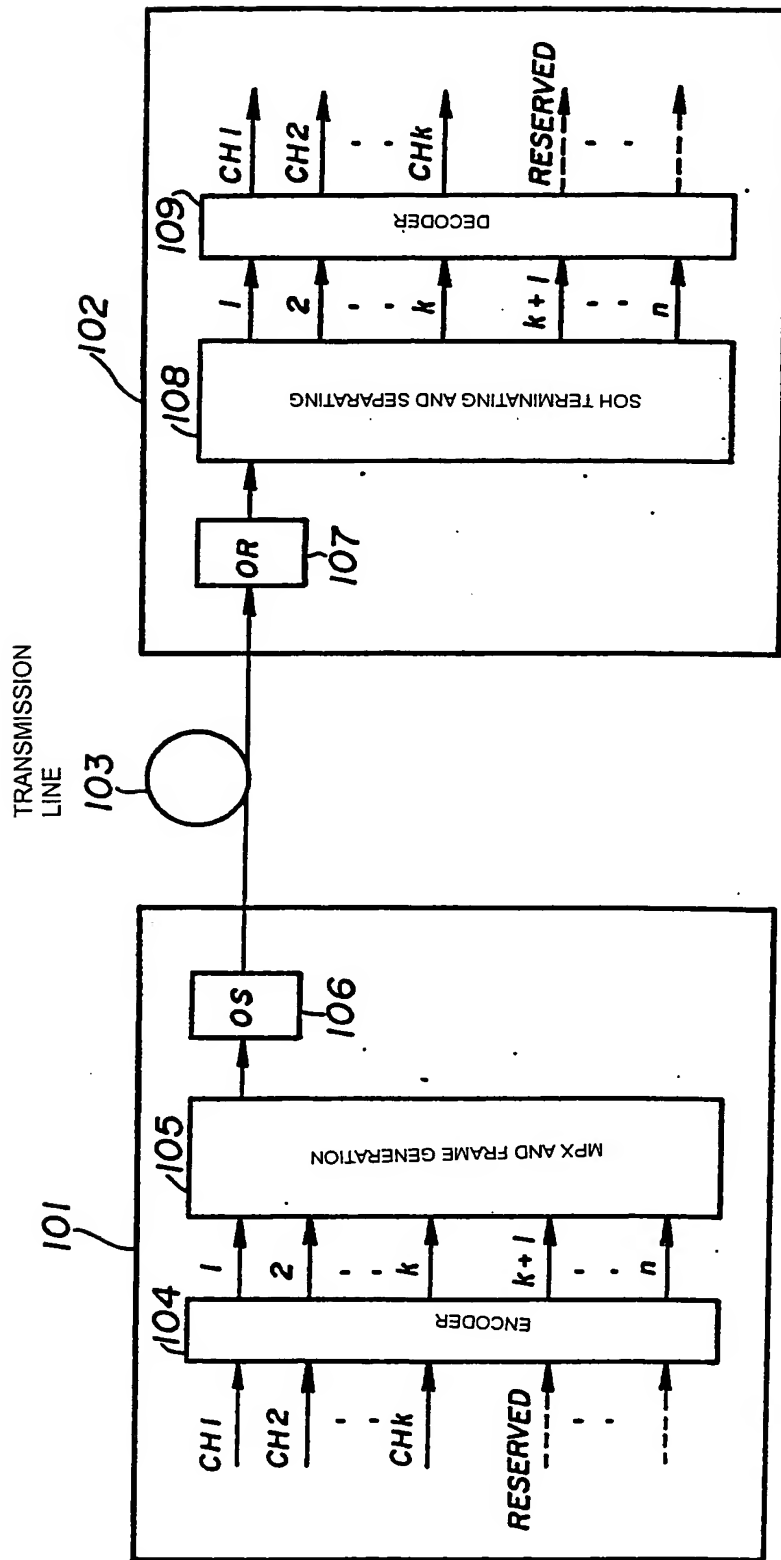 101
CH1
CH2
CHk
RESERVED
104
ENCODER
1
2
k
k+1
n
105
MPX AND FRAME GENERATION
OS
106
TRANSMISSION
LINE
103
102
OR
107
108
SOH TERMINATING AND SEPARATING
1
2
k
k+1
n
109
DECODER
CH1
CH2
CHk
RESERVED